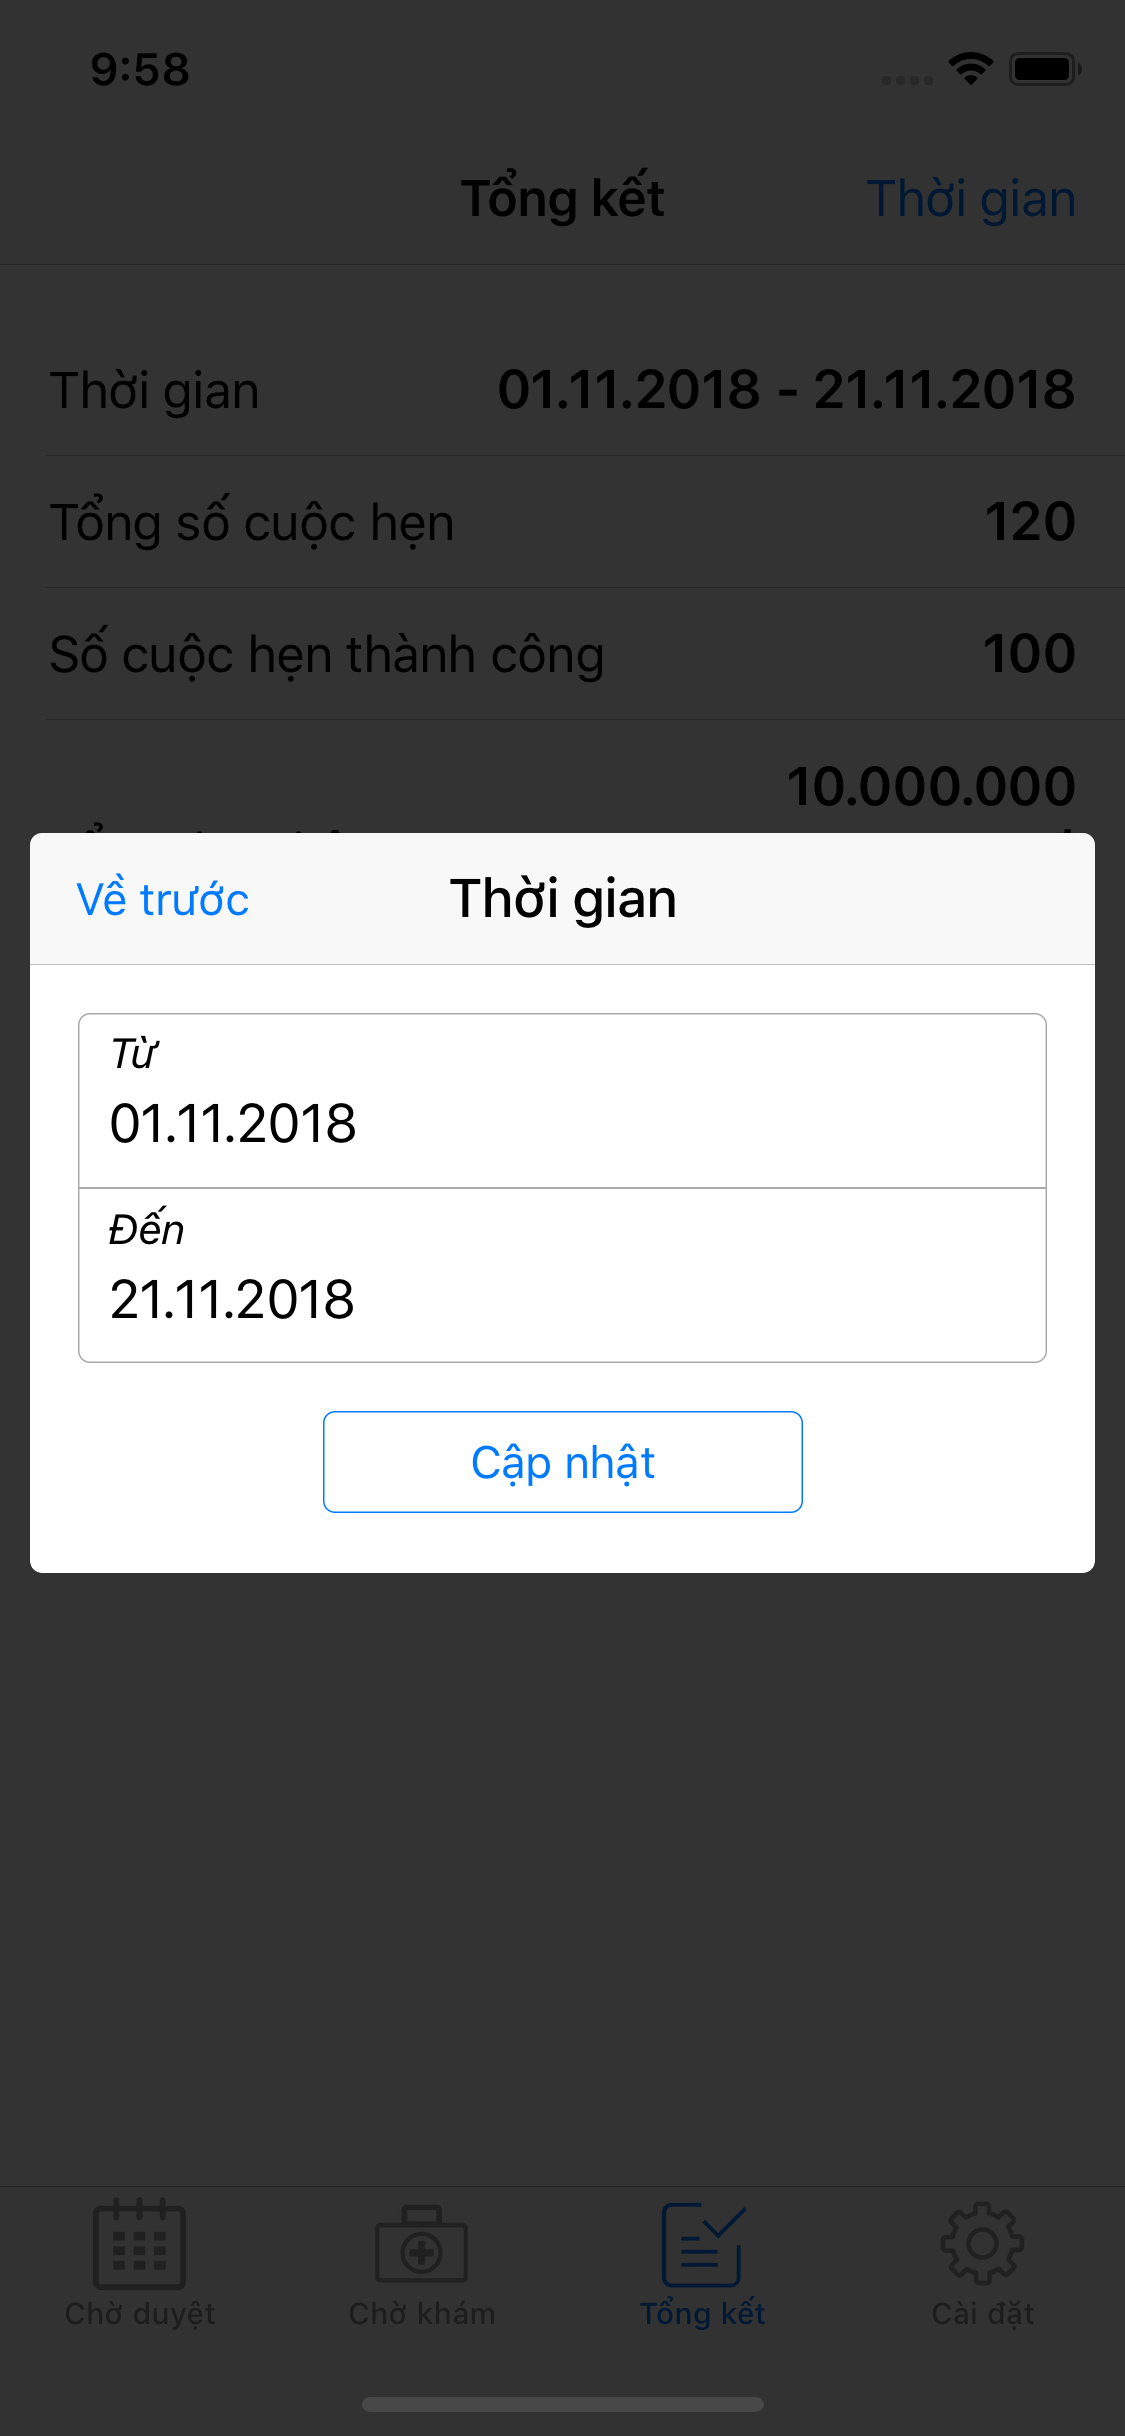 9:58
Tổng kết
Thời gian
Thời gian 01.11.2018 - 21.11.2018
Tổng số cuộc hẹn 120
Số cuộc hẹn thành công 100
10.000.000
Về trước
Thời gian
Từ
01.11.2018
Đến
21.11.2018
Cập nhật
Chờ duyệt
Chờ khám
Tổng kết
Cài đặt